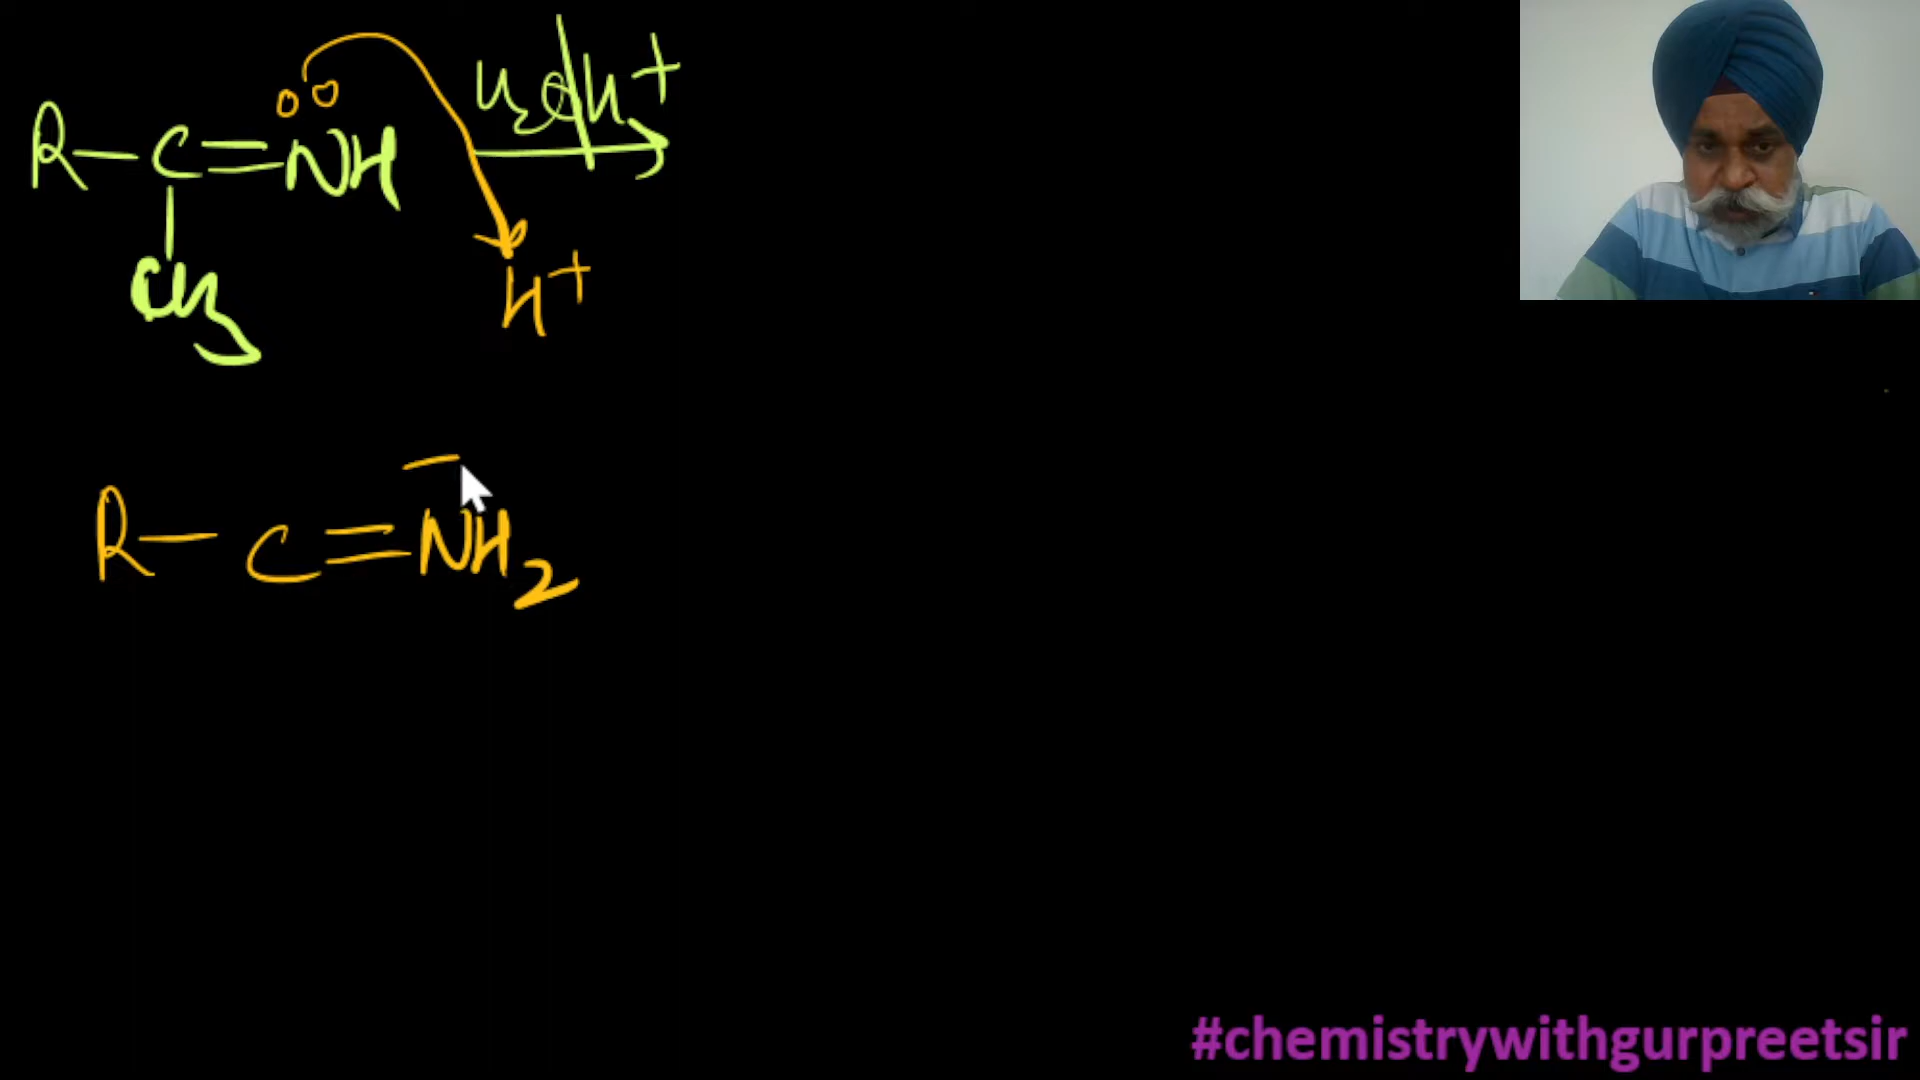 R-C=NH H2O/H+
CH3
H+
R-C=NH2
#chemistrywithgurpreetsir